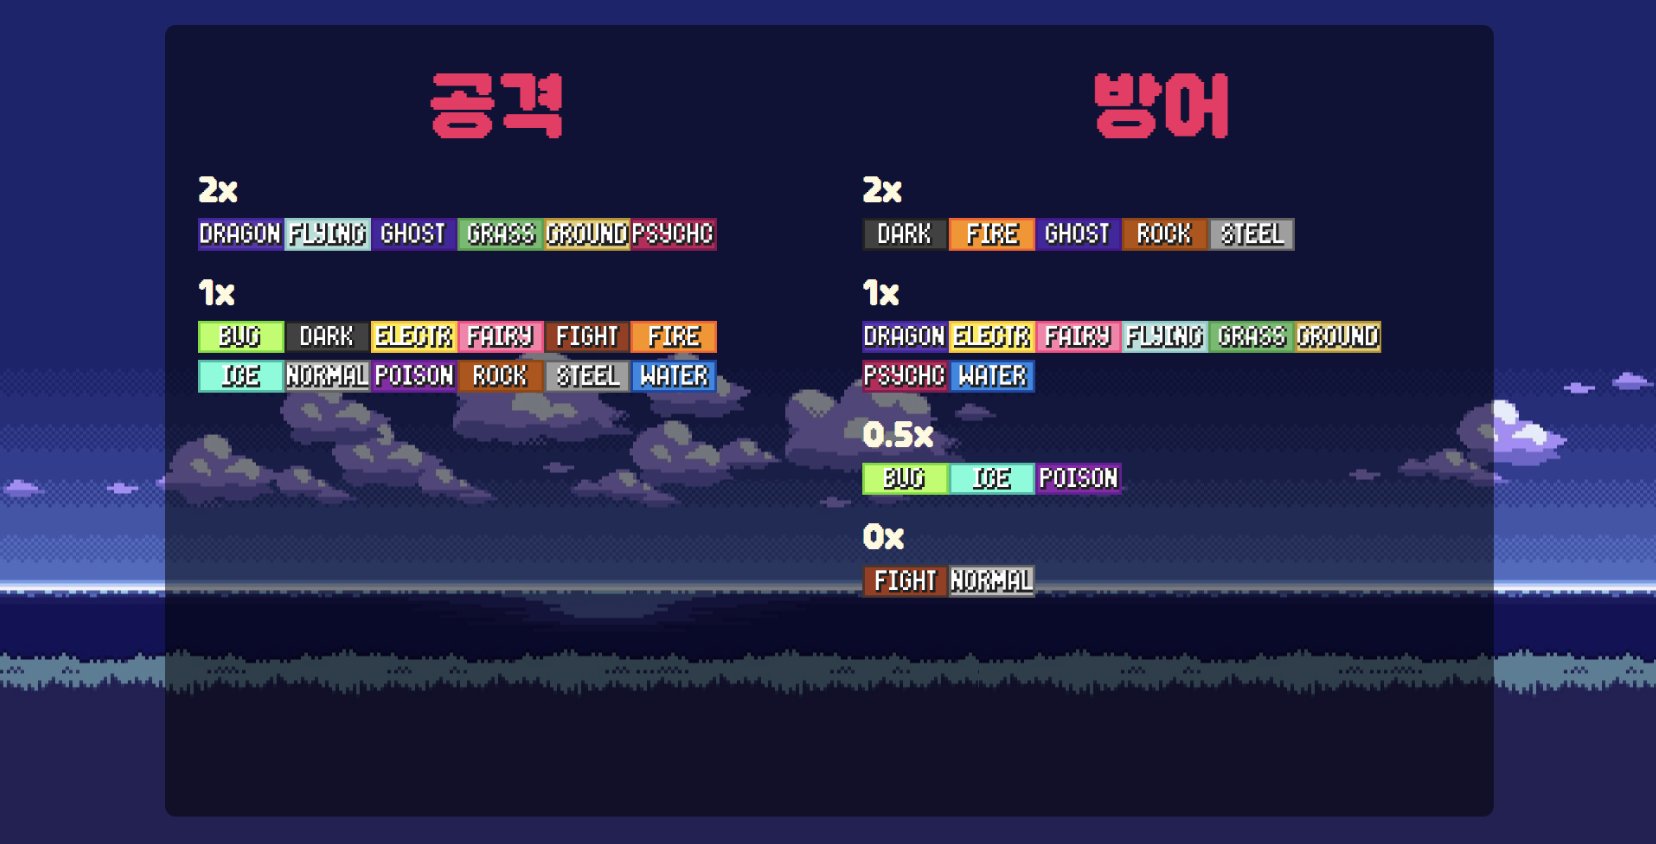 공격
2x
DRAGON FLYING GHOST GRASS GROUND PSYCHC
1x
BUG DARK ELECTR FAIRY FIGHT FIRE
ICE NORMAL POISON ROCK STEEL WATER
방어
2x
DARK FIRE GHOST ROCK STEEL
1x
DRAGON ELECTR FAIRY FLYING GRASS GROUND
PSYCHC WATER
0.5x
BUG ICE POISON
0x
FIGHT NORMAL